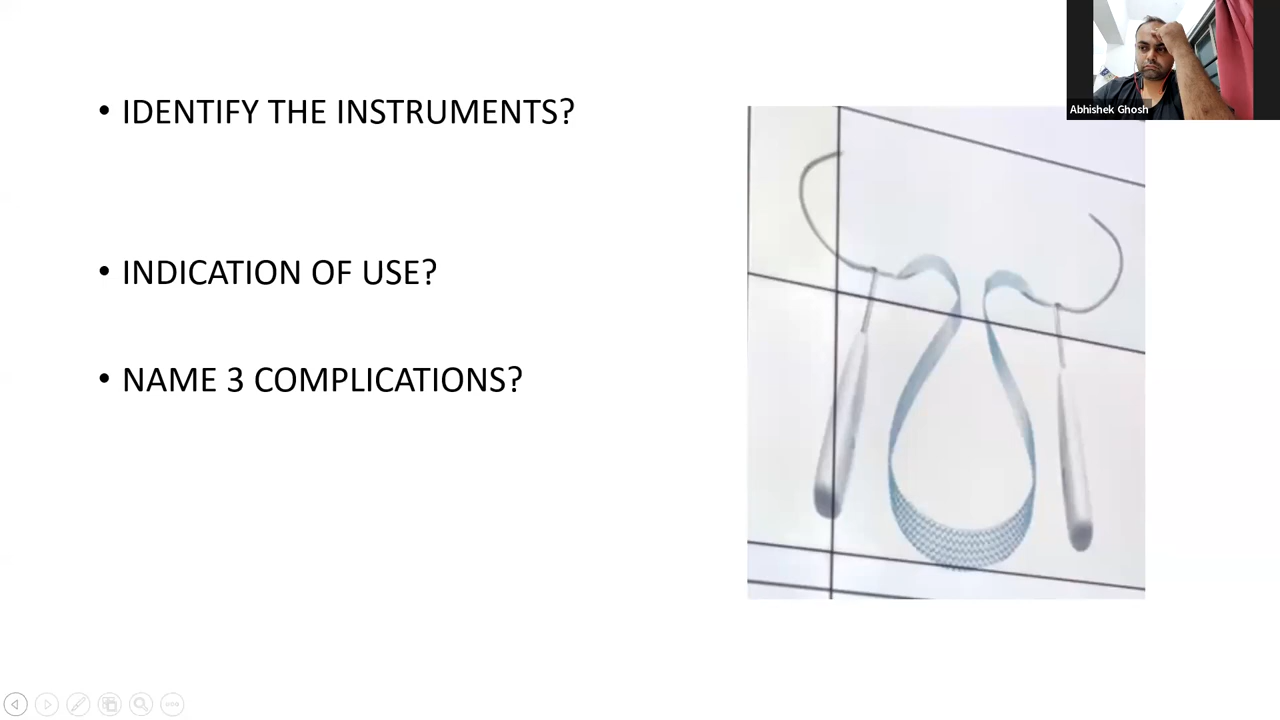 • IDENTIFY THE INSTRUMENTS?
• INDICATION OF USE?
• NAME 3 COMPLICATIONS?
Abhishek Ghosh